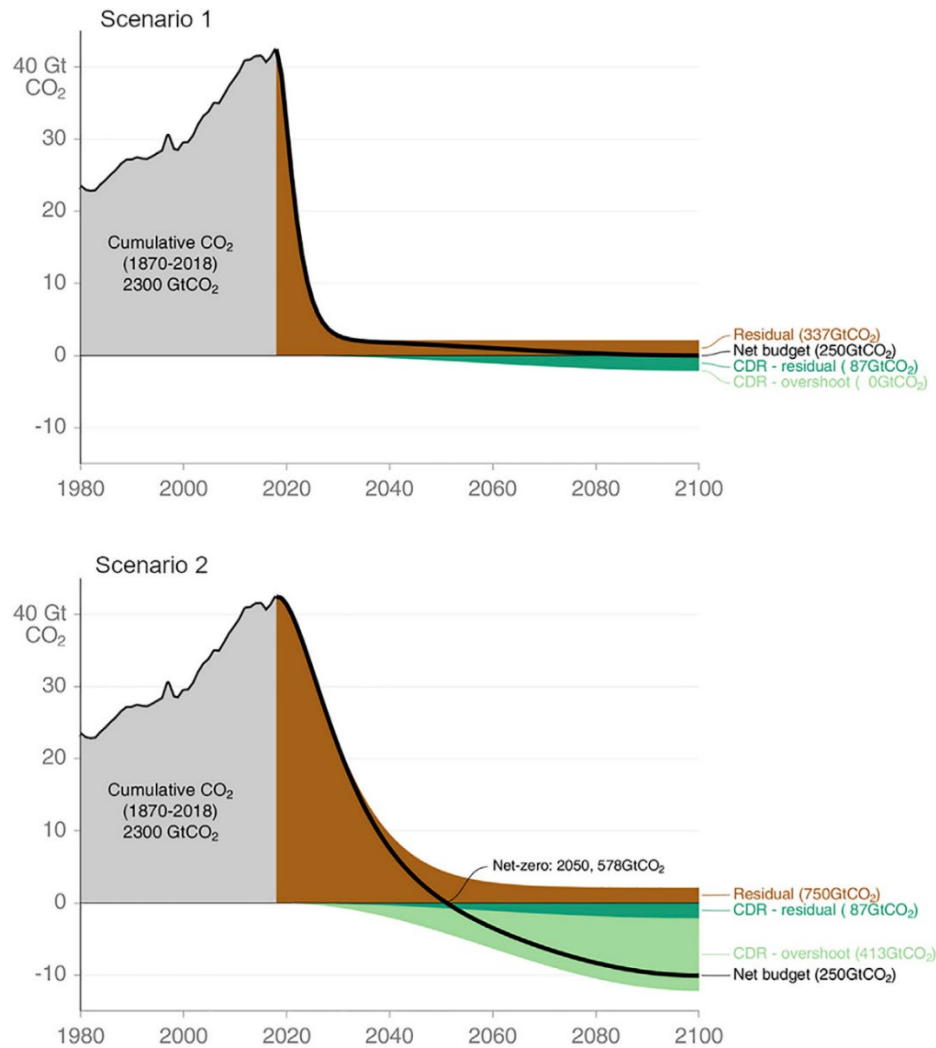 Scenario 1
40 Gt
CO₂
30
20
10
0
-10
Cumulative CO₂
(1870-2018)
2300 GtCO₂
Residual (337GtCO₂)
Net budget (250GtCO₂)
CDR - residual ( 87GtCO₂)
CDR - overshoot ( 0GtCO₂)
1980 2000 2020 2040 2060 2080 2100
Scenario 2
40 Gt
CO₂
30
20
10
0
-10
Cumulative CO₂
(1870-2018)
2300 GtCO₂
Net-zero: 2050, 578GtCO₂
Residual (750GtCO₂)
CDR - residual ( 87GtCO₂)
CDR - overshoot (413GtCO₂)
Net budget (250GtCO₂)
1980 2000 2020 2040 2060 2080 2100